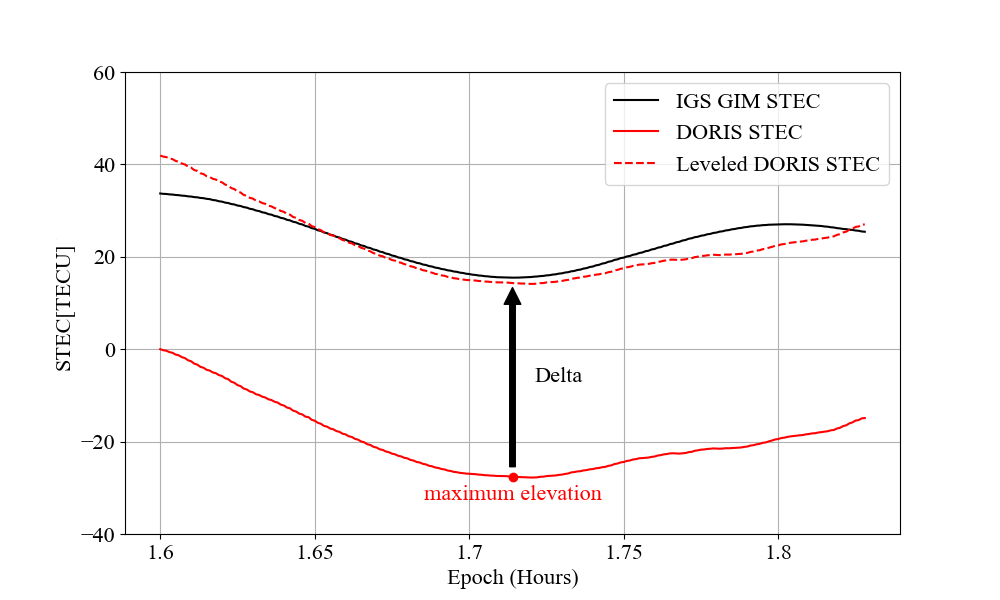 60
40
20
0
−20
−40
STEC[TECU]
IGS GIM STEC
DORIS STEC
Leveled DORIS STEC
Delta
maximum elevation
1.6 1.65 1.7 1.75 1.8
Epoch (Hours)